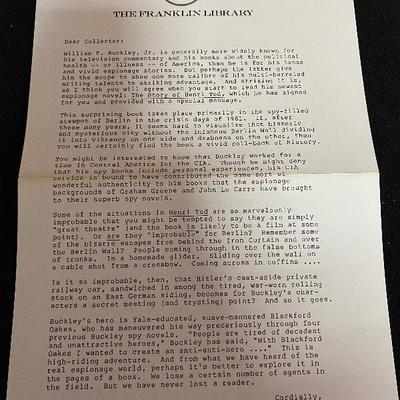 THE FRANKLIN LIBRARY
Dear Collector:
William F. Buckley, Jr. is generally more widely known for
his television commentary and his books about the political
health -- or illness -- of America, than he is for his tense
and vivid espionage stories. But perhaps the latter give
him the scope to show one more calibre of his multi-barreled
writing talents to striking advantage. And striking it is,
as I think you will agree when you start to read his newest
espionage novel: The Story of Henri Tod, which he has signed
for you and provided with a special message.
This surprising book takes place primarily in the spy-filled
viewpot of Berlin in the crisis days of 1961. If, after
these many years, it seems hard to visualize that historic
and mysterious city without the infamous Berlin Wall dividing
it into vibrancy on one side and drabness on the other, then
you will certainly find the book a vivid roll-back of history.
You might be interested to know that Buckley worked for a
time in Central America for the CIA. Though he might deny
that his spy books include personal experiences, his CIA
service is bound to have contributed the same sort of
wonderful authenticity to his books that the espionage
backgrounds of Graham Greene and John Le Carre brought to
their superb spy novels.
Some of the situations in Henri Tod are so marvelously
improbable that you might be tempted to say they are simply
"great theatre" (and the book is likely to be a film at some
point). Or are they "improbable" for Berlin? Remember some
of the bizarre escapes from behind the Iron Curtain and over
the Berlin Wall? People coming through in the false bottoms
of trunks. In a homemade glider. Sliding over the wall on
a cable shot from a crossbow. Coming across in coffins ....
Is it so improbable, then, that Hitler's cast-aside private
railway car, sandwiched in among the tired, war-worn rolling
stock on an East German siding, becomes for Buckley's char-
acters a secret meeting (and trysting) point? And so it goes.
Buckley's hero is Yale-educated, suave-mannered Blackford
Oakes, who has maneuvered his way precariously through four
previous Buckley spy novels. "People are tired of decadent
and unattractive heroes," Buckley has said, "With Blackford
Oakes I wanted to create an anti-anti-hero ...." This is
high-riding adventure. And from what we have heard of the
real espionage world, perhaps it's better to explore it in
the pages of a book. We lose a certain number of agents in
the field. But we have never lost a reader.
Cordially,